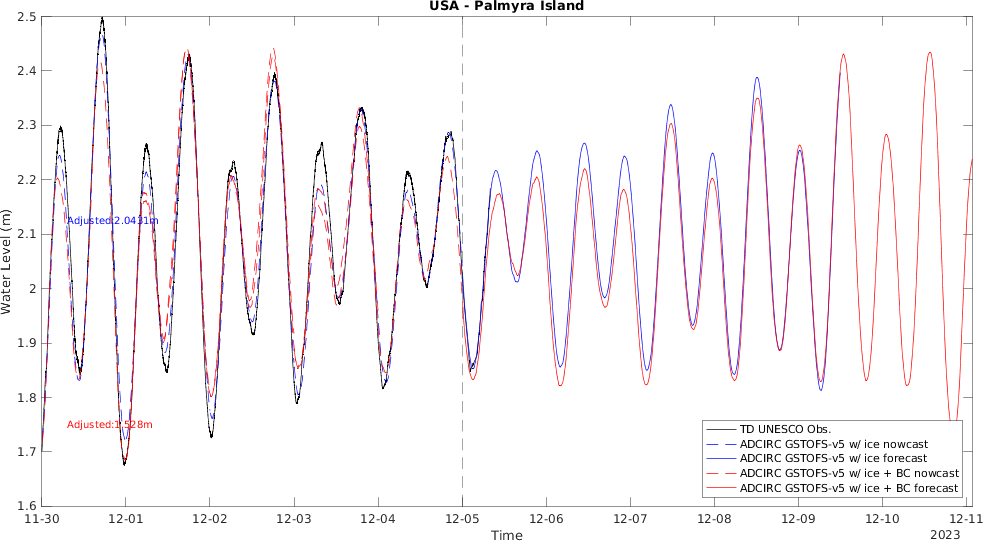 USA - Palmyra Island
2.5
2.4
2.3
2.2
2.1
2
1.9
1.8
1.7
1.6
Water Level (m)
Adjusted:2.0431m
Adjusted:1.528m
TD UNESCO Obs.
ADCIRC GSTOFS-v5 w/ ice nowcast
ADCIRC GSTOFS-v5 w/ ice forecast
ADCIRC GSTOFS-v5 w/ ice + BC nowcast
ADCIRC GSTOFS-v5 w/ ice + BC forecast
11-30 12-01 12-02 12-03 12-04 12-05 12-06 12-07 12-08 12-09 12-10 12-11
Time
2023